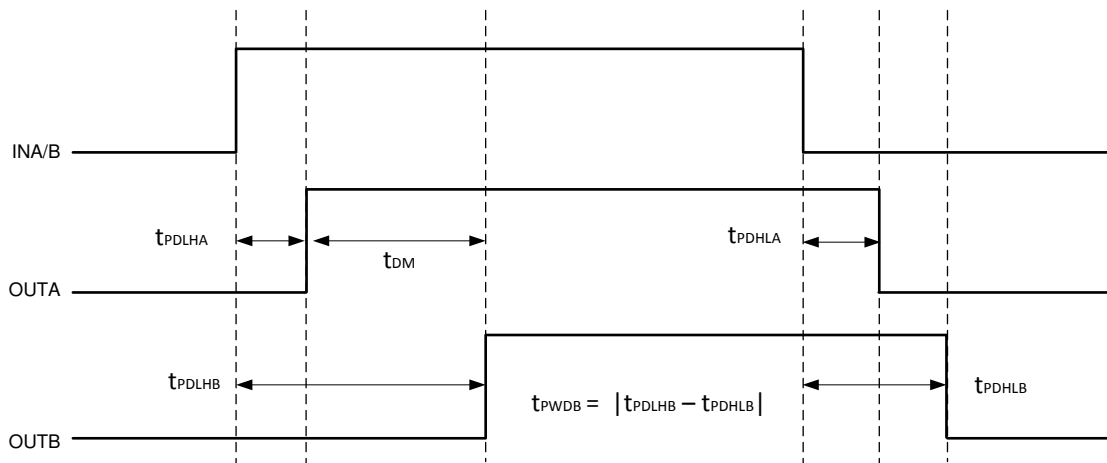 INA/B
tPDLHA
tPDHLA
tDM
OUTA
tPDLHB
tPWDB = |tPDLHB – tPDHLB|
tPDHLB
OUTB